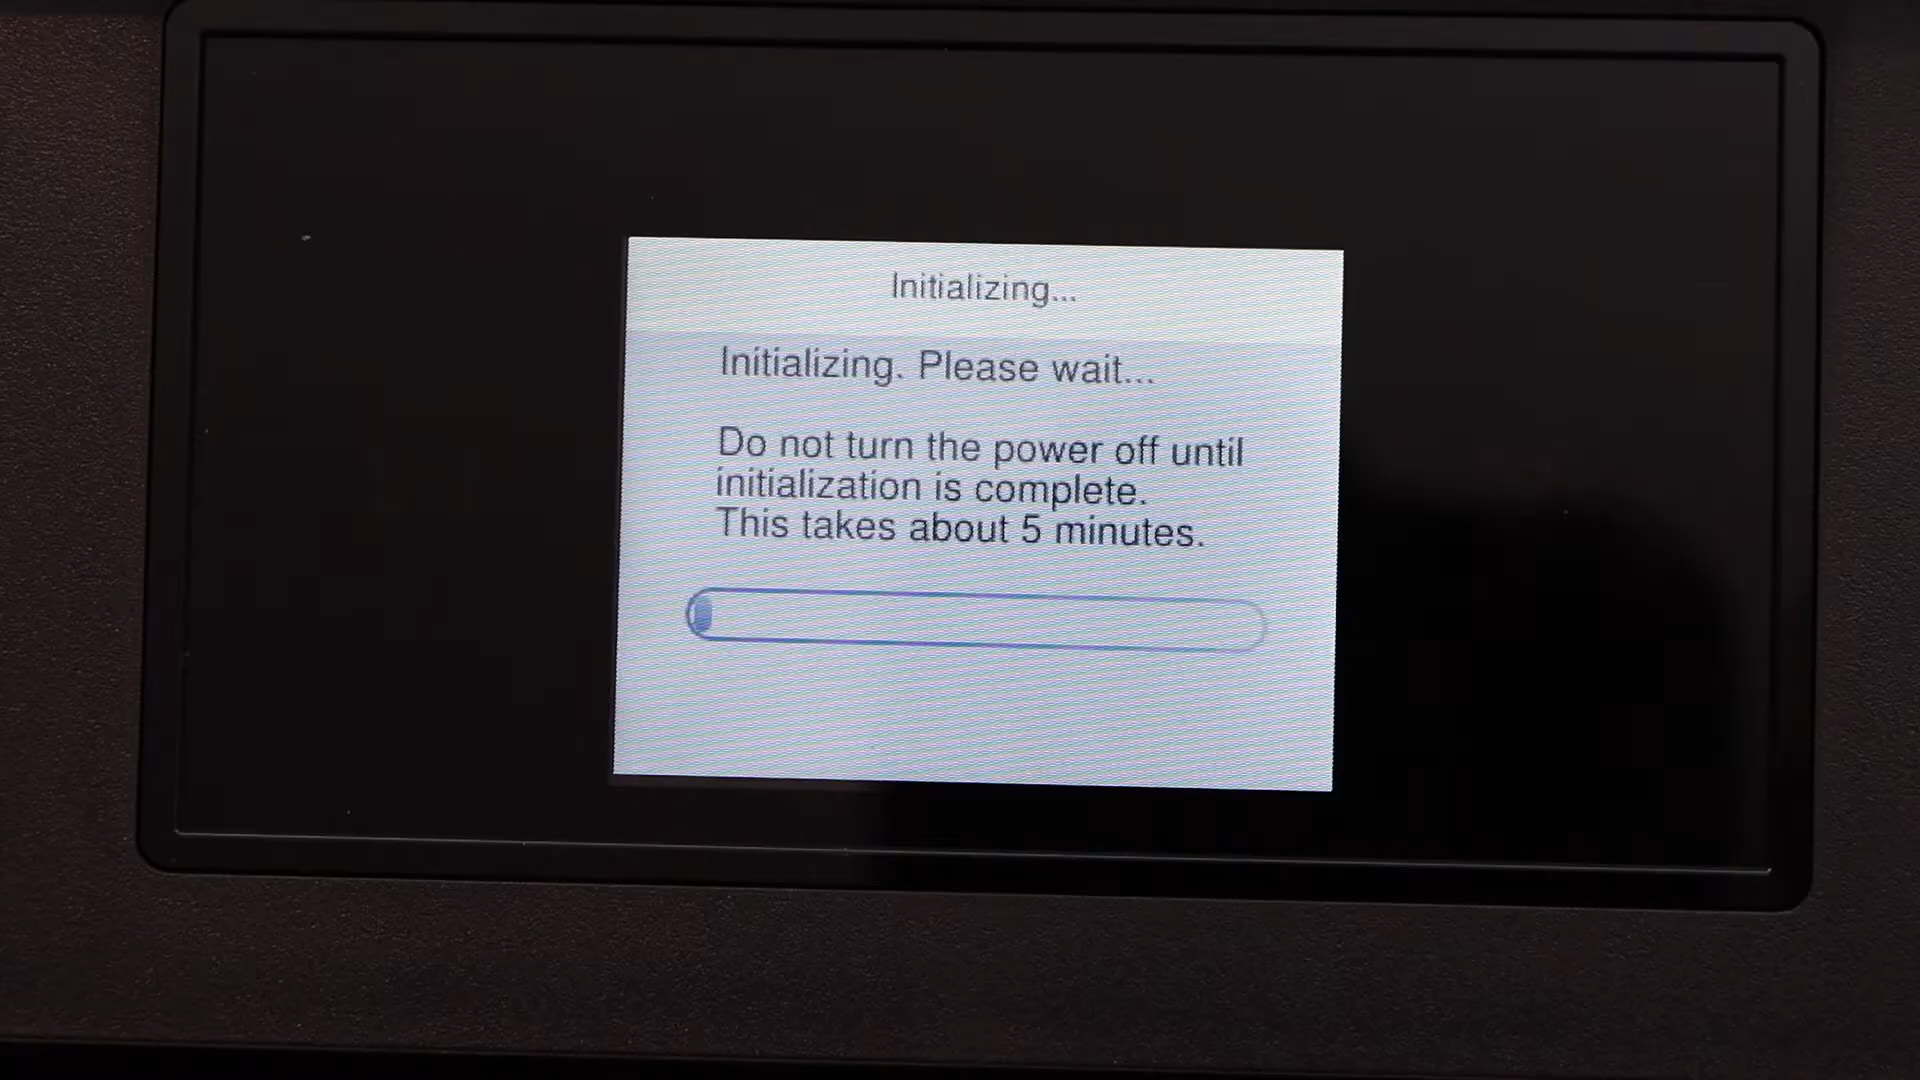 Initializing...
Initializing. Please wait...
Do not turn the power off until
initialization is complete.
This takes about 5 minutes.